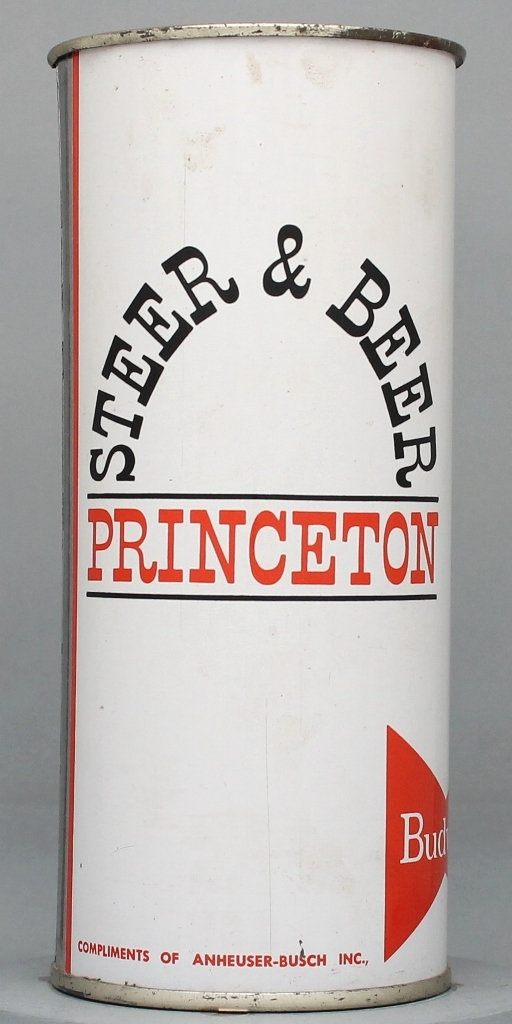 STEER & BEER
PRINCETON
Bud
COMPLIMENTS OF ANHEUSER-BUSCH INC.,